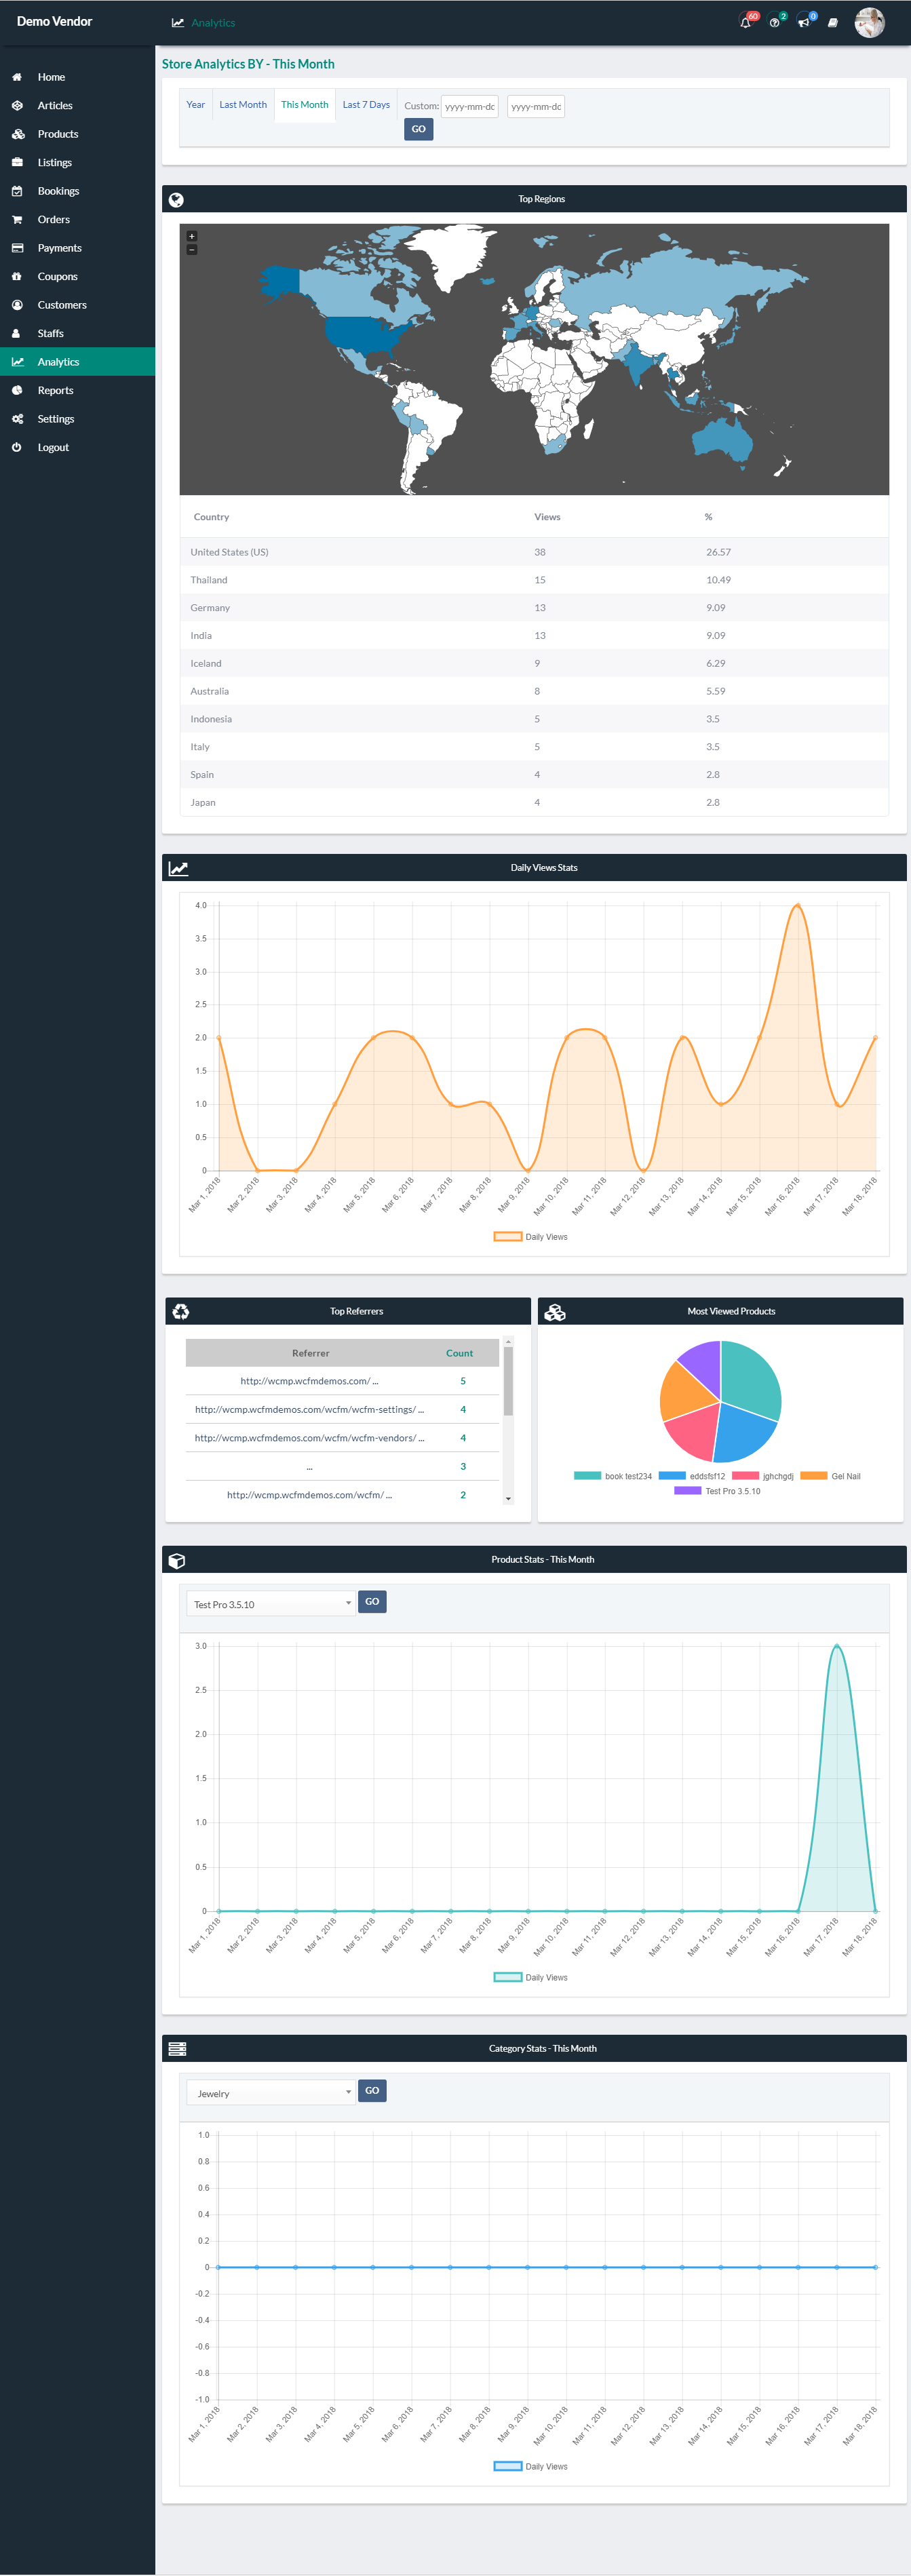 Demo Vendor
Analytics
60
2
0
Home
Articles
Products
Listings
Bookings
Orders
Payments
Coupons
Customers
Staffs
Analytics
Reports
Settings
Logout
Store Analytics BY - This Month
Year Last Month This Month Last 7 Days Custom: yyyy-mm-dc yyyy-mm-dc
GO
Top Regions
+
−
Country Views %
United States (US) 38 26.57
Thailand 15 10.49
Germany 13 9.09
India 13 9.09
Iceland 9 6.29
Australia 8 5.59
Indonesia 5 3.5
Italy 5 3.5
Spain 4 2.8
Japan 4 2.8
Daily Views Stats
4.0
3.5
3.0
2.5
2.0
1.5
1.0
0.5
0
Mar 1, 2018 Mar 2, 2018 Mar 3, 2018 Mar 4, 2018 Mar 5, 2018 Mar 6, 2018 Mar 7, 2018 Mar 8, 2018 Mar 9, 2018 Mar 10, 2018 Mar 11, 2018 Mar 12, 2018 Mar 13, 2018 Mar 14, 2018 Mar 15, 2018 Mar 16, 2018 Mar 17, 2018 Mar 18, 2018
Daily Views
Top Referrers
Referrer Count
http://wcmp.wcfmdemos.com/ ... 5
http://wcmp.wcfmdemos.com/wcfm/wcfm-settings/ ... 4
http://wcmp.wcfmdemos.com/wcfm/wcfm-vendors/ ... 4
... 3
http://wcmp.wcfmdemos.com/wcfm/ ... 2
Most Viewed Products
book test234 eddsfsf12 jghchgdj Gel Nail
Test Pro 3.5.10
Product Stats - This Month
Test Pro 3.5.10 GO
3.0
2.5
2.0
1.5
1.0
0.5
0
Mar 1, 2018 Mar 2, 2018 Mar 3, 2018 Mar 4, 2018 Mar 5, 2018 Mar 6, 2018 Mar 7, 2018 Mar 8, 2018 Mar 9, 2018 Mar 10, 2018 Mar 11, 2018 Mar 12, 2018 Mar 13, 2018 Mar 14, 2018 Mar 15, 2018 Mar 16, 2018 Mar 17, 2018 Mar 18, 2018
Daily Views
Category Stats - This Month
Jewelry GO
1.0
0.8
0.6
0.4
0.2
0
-0.2
-0.4
-0.6
-0.8
-1.0
Mar 1, 2018 Mar 2, 2018 Mar 3, 2018 Mar 4, 2018 Mar 5, 2018 Mar 6, 2018 Mar 7, 2018 Mar 8, 2018 Mar 9, 2018 Mar 10, 2018 Mar 11, 2018 Mar 12, 2018 Mar 13, 2018 Mar 14, 2018 Mar 15, 2018 Mar 16, 2018 Mar 17, 2018 Mar 18, 2018
Daily Views